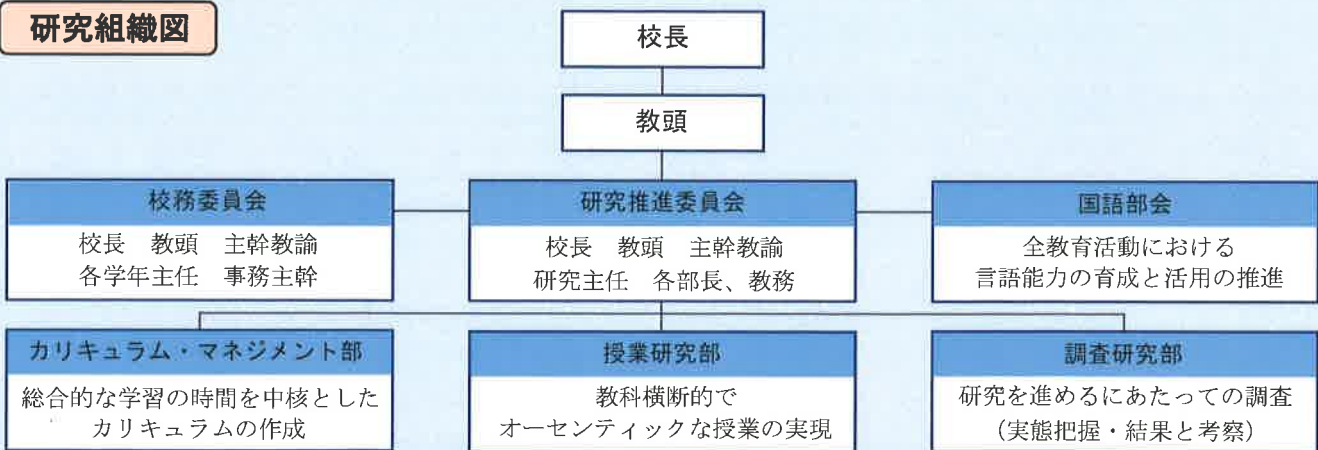 研究組織図
校長
教頭
校務委員会
校長　教頭　主幹教諭
各学年主任　事務主幹
研究推進委員会
校長　教頭　主幹教諭
研究主任　各部長、教務
国語部会
全教育活動における
言語能力の育成と活用の推進
カリキュラム・マネジメント部
総合的な学習の時間を中核とした
カリキュラムの作成
授業研究部
教科横断的で
オーセンティックな授業の実現
調査研究部
研究を進めるにあたっての調査
（実態把握・結果と考察）